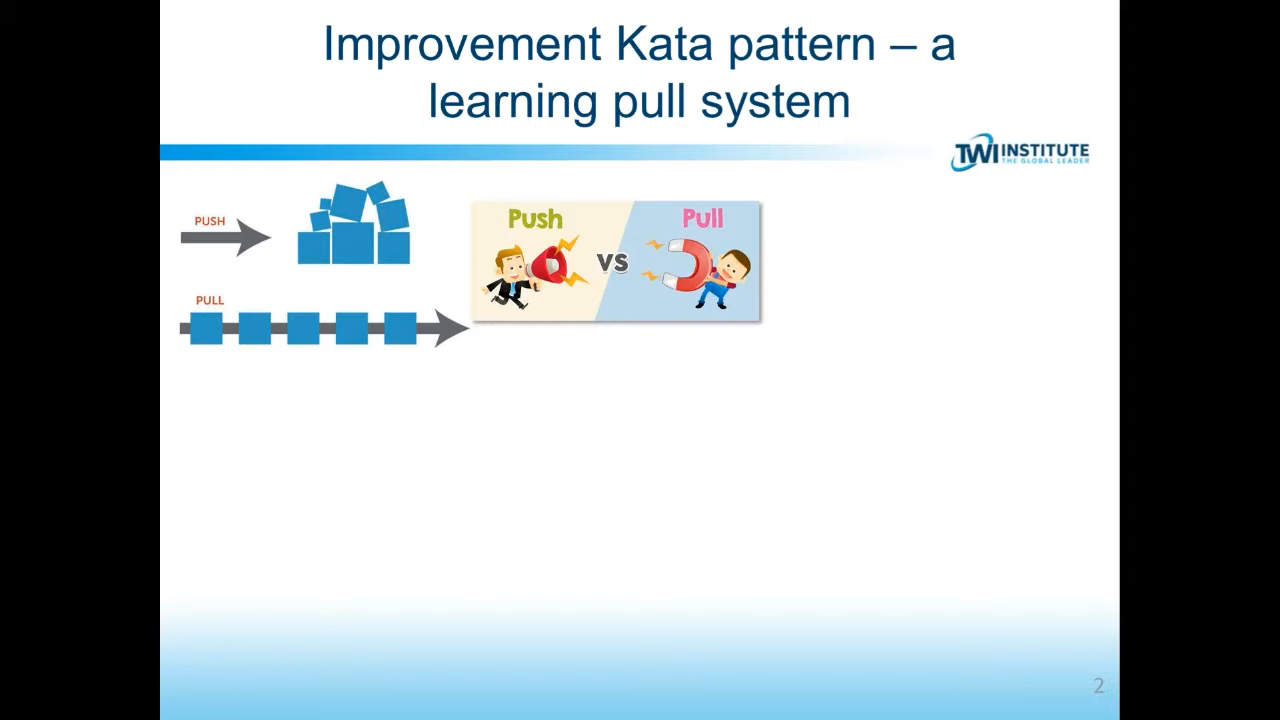 Improvement Kata pattern – a
learning pull system
TWI INSTITUTE
THE GLOBAL LEADER
PUSH
PULL
Push
vs
Pull
2